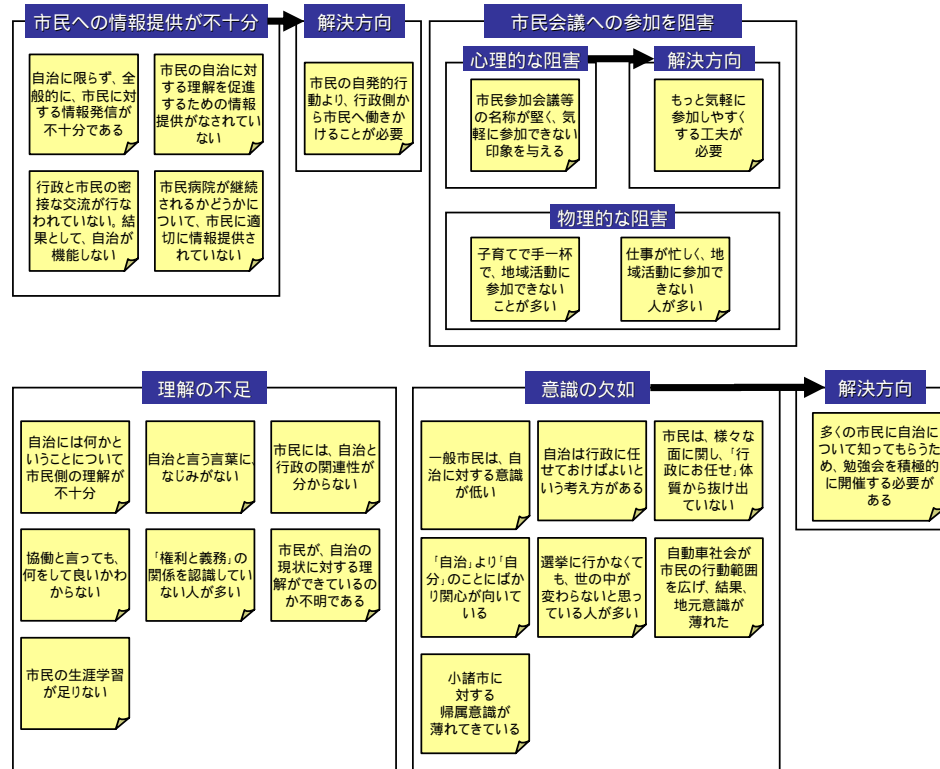 市民への情報提供が不十分
解決方向
自治に限らず、全
般的に、市民に対
する情報発信が
不十分である
市民の自治に対
する理解を促進
するための情報
提供がなされてい
ない
市民の自発的行
動より、行政側か
ら市民へ働きか
けることが必要
行政と市民の密
接な交流が行な
われていない。結
果として、自治が
機能しない
市民病院が継続
されるかどうかに
ついて、市民に適
切に情報提供さ
れていない
市民会議への参加を阻害
心理的な阻害
解決方向
市民参加会議等
の名称が堅く、気
軽に参加できない
印象を与える
もっと気軽に
参加しやすく
する工夫が
必要
物理的な阻害
子育てで手一杯
で、地域活動に
参加できない
ことが多い
仕事が忙しく、地
域活動に参加で
きない
人が多い
理解の不足
自治には何かと
いうことについて
市民側の理解が
不十分
自治と言う言葉に、
なじみがない
市民には、自治と
行政の関連性が
分からない
協働と言っても、
何をして良いかわ
からない
「権利と義務」の
関係を認識してい
ない人が多い
市民が、自治の
現状に対する理
解ができているの
か不明である
市民の生涯学習
が足りない
意識の欠如
解決方向
一般市民は、自
治に対する意識
が低い
自治は行政に任
せておけばよいと
いう考え方がある
市民は、様々な
面に関し、「行
政にお任せ」体
質から抜け出
ていない
多くの市民に自治に
ついて知ってもらうた
め、勉強会を積極的
に開催する必要が
ある
「自治」より「自
分」のことにばか
り関心が向いて
いる
選挙に行かなくて
も、世の中が
変わらないと思っ
ている人が多い
自動車社会が
市民の行動範囲
を広げ、結果、
地元意識が
薄れた
小諸市に
対する
帰属意識が
薄れてきている